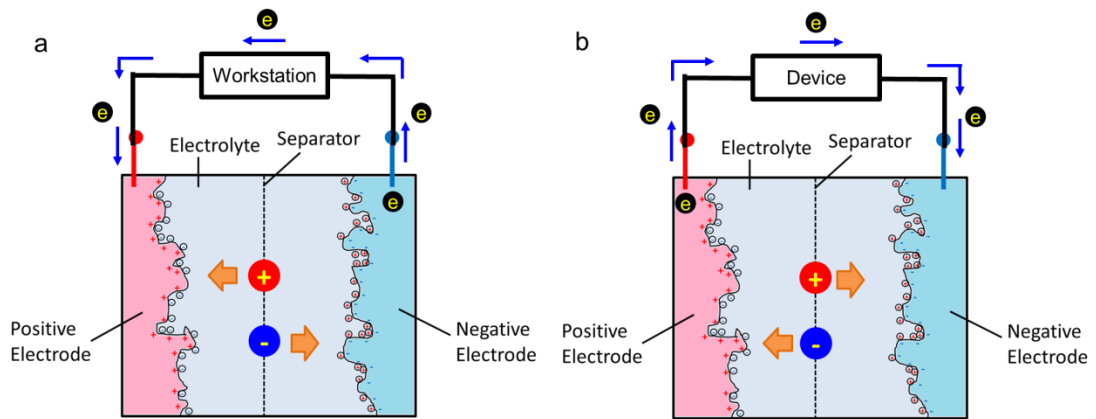 a
e
Workstation
e
e
Electrolyte
Separator
e
+
-
Positive
Electrode
Negative
Electrode
b
e
Device
e
e
Electrolyte
Separator
e
+
-
Positive
Electrode
Negative
Electrode